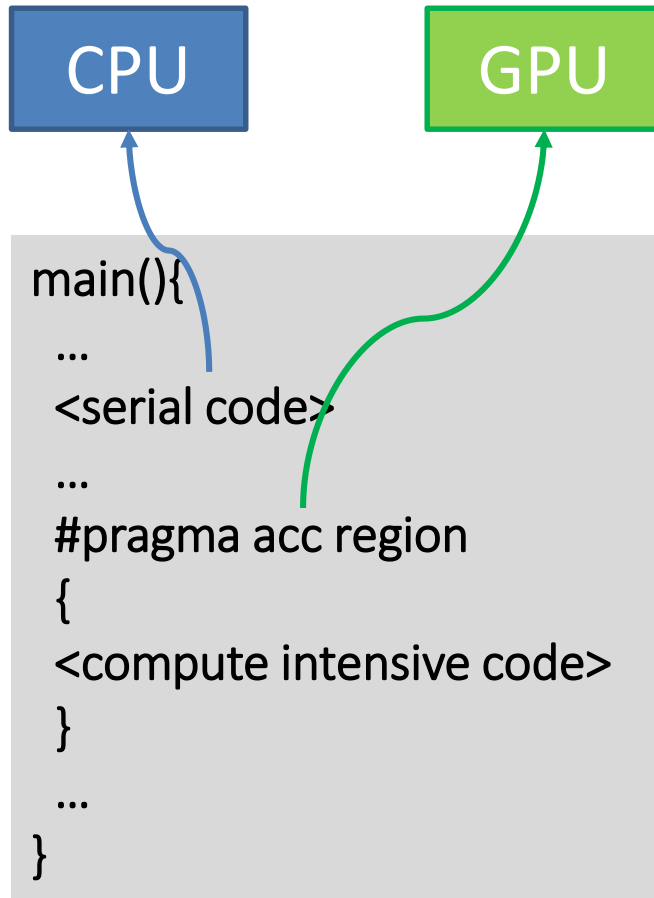 CPU
GPU
main(){
...
<serial code>
...
#pragma acc region
{
<compute intensive code>
}
...
}